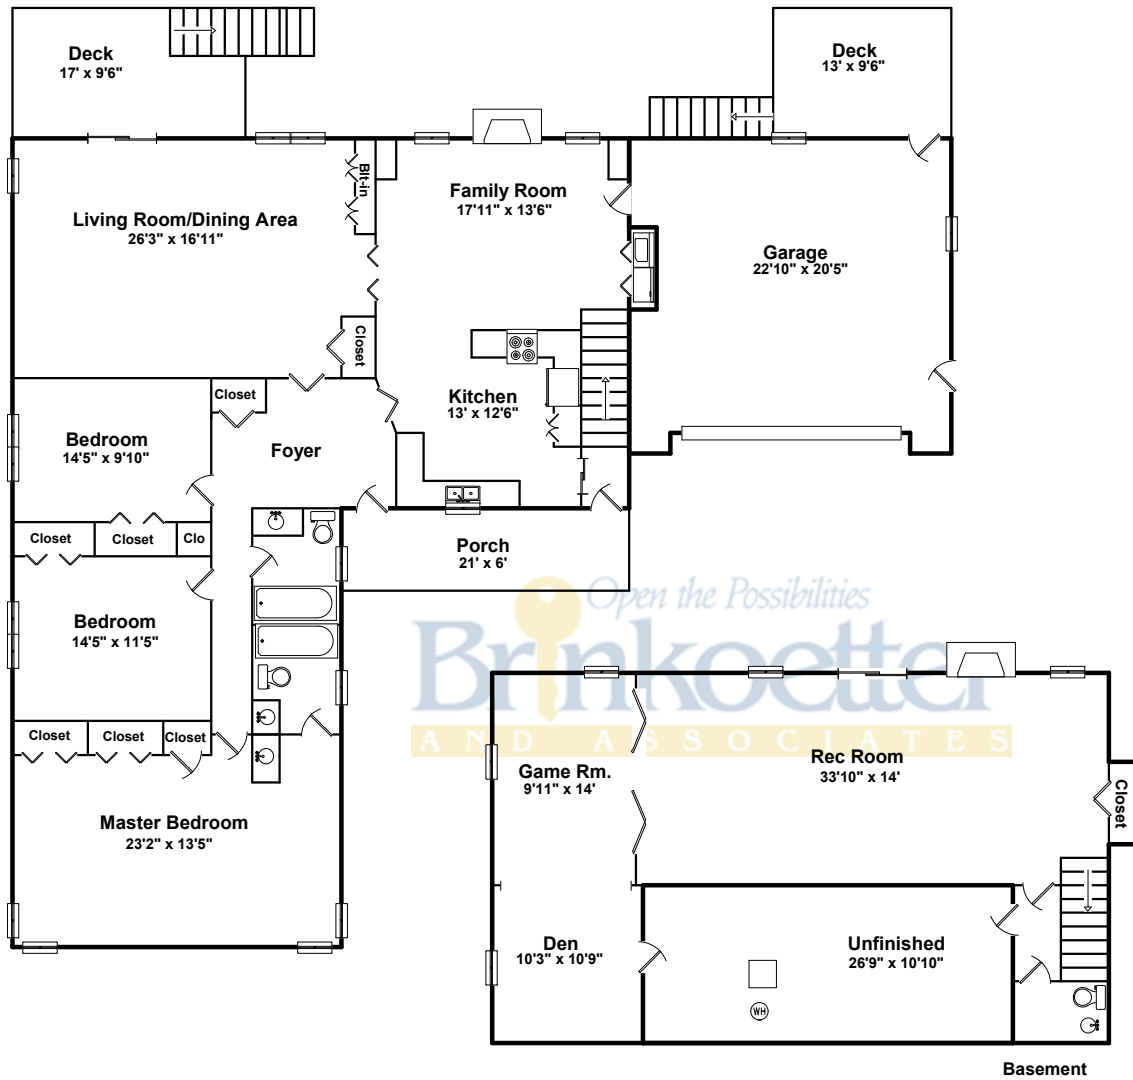 Deck
17' x 9'6"
Deck
13' x 9'6"
Blt-in
Family Room
17'11" x 13'6"
Living Room/Dining Area
26'3" x 16'11"
Garage
22'10" x 20'5"
Closet
Closet
Kitchen
13' x 12'6"
Bedroom
14'5" x 9'10"
Foyer
Closet
Closet
Clo
Porch
21' x 6'
Open the Possibilities
Brinkoetter
AND ASSOCIATES
Bedroom
14'5" x 11'5"
Closet
Closet
Closet
Master Bedroom
23'2" x 13'5"
Game Rm.
9'11" x 14'
Rec Room
33'10" x 14'
Closet
Den
10'3" x 10'9"
Unfinished
26'9" x 10'10"
WH
Basement